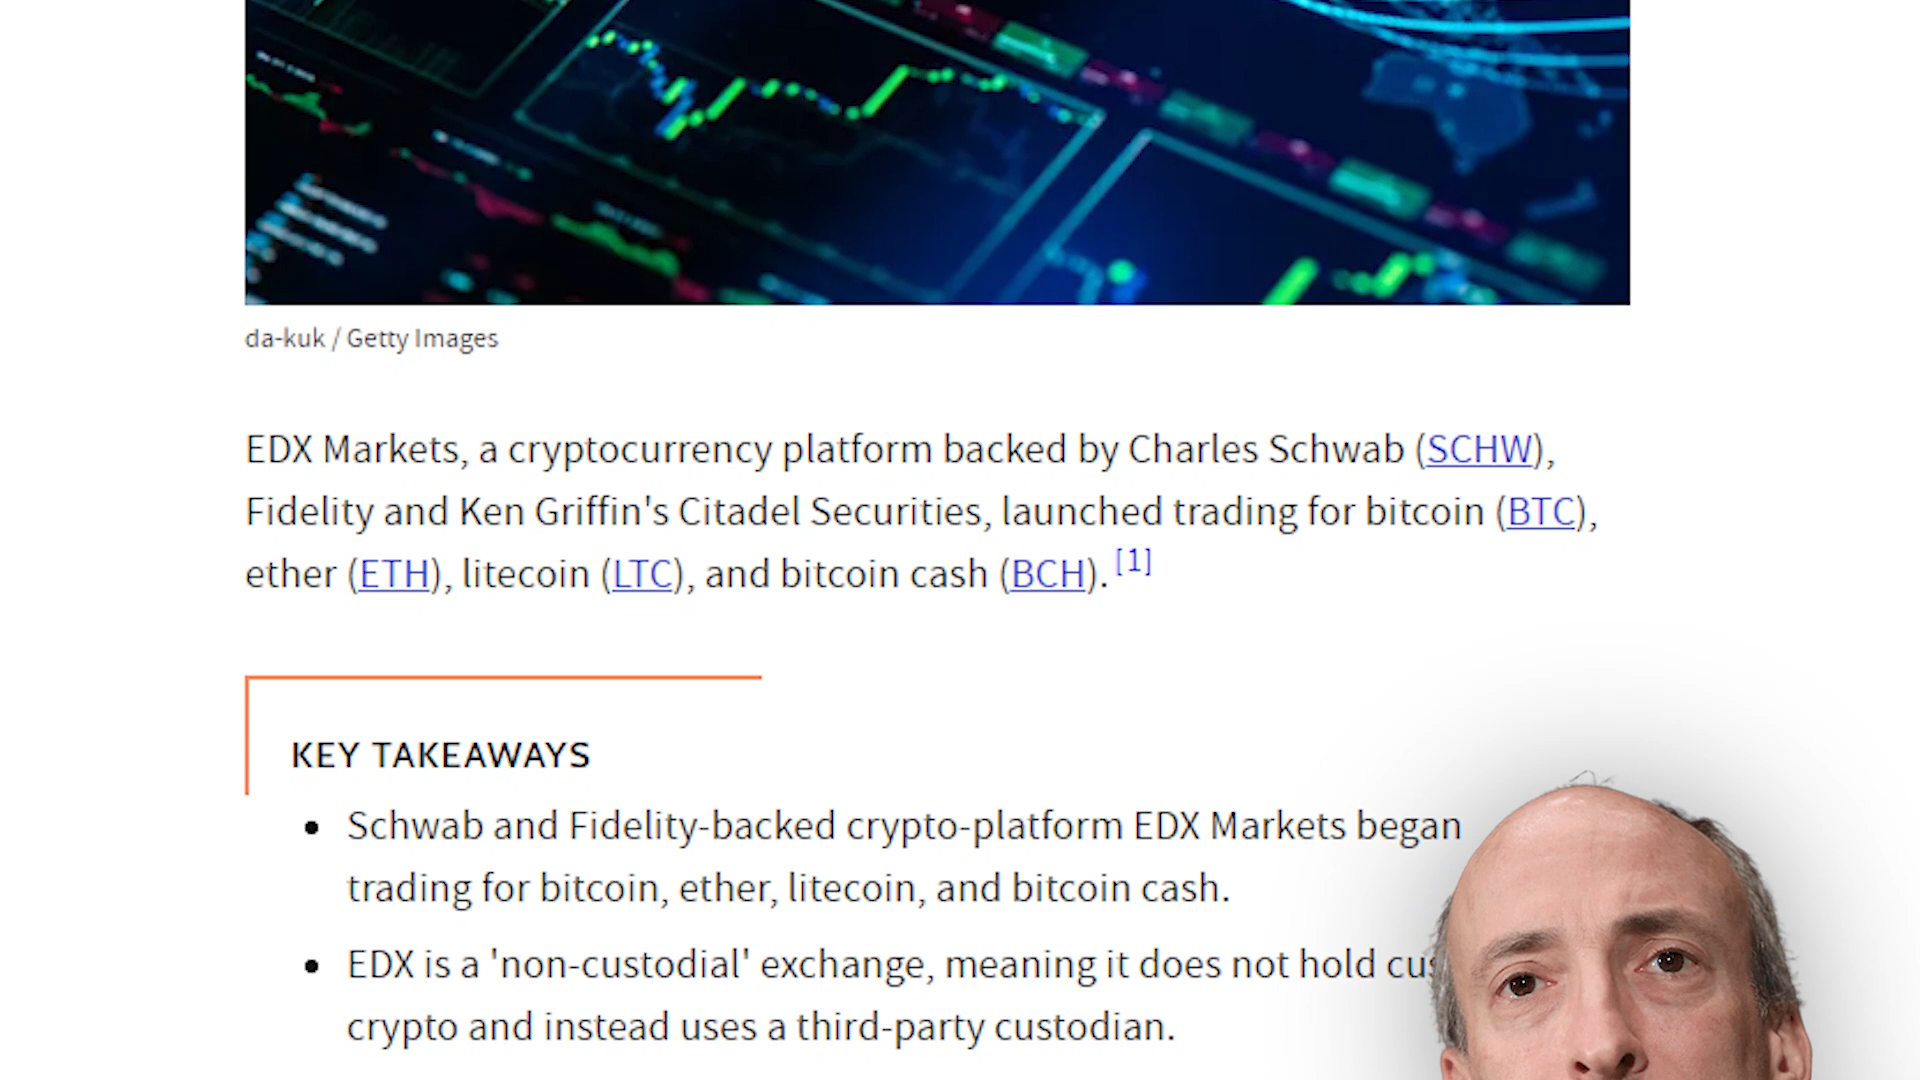 da-kuk / Getty Images
EDX Markets, a cryptocurrency platform backed by Charles Schwab (SCHW),
Fidelity and Ken Griffin's Citadel Securities, launched trading for bitcoin (BTC),
ether (ETH), litecoin (LTC), and bitcoin cash (BCH). [1]
KEY TAKEAWAYS
• Schwab and Fidelity-backed crypto-platform EDX Markets began
trading for bitcoin, ether, litecoin, and bitcoin cash.
• EDX is a 'non-custodial' exchange, meaning it does not hold
crypto and instead uses a third-party custodian.